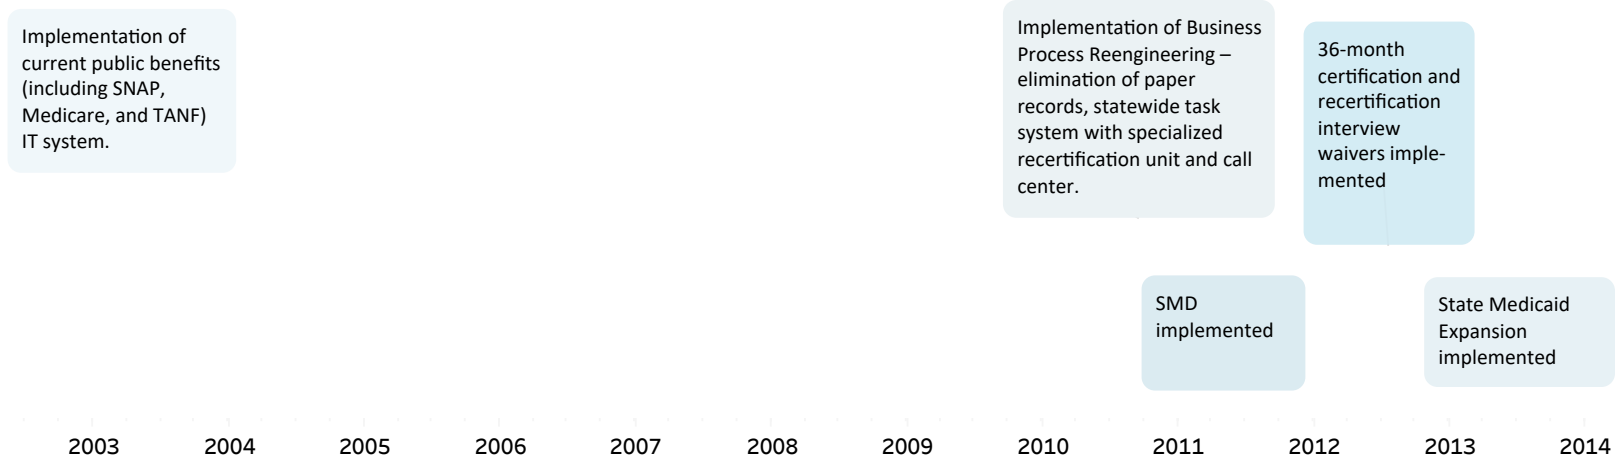 Implementation of
current public benefits
(including SNAP,
Medicare, and TANF)
IT system.
Implementation of Business
Process Reengineering –
elimination of paper
records, statewide task
system with specialized
recertification unit and call
center.
36-month
certification and
recertification
interview
waivers imple-
mented
SMD
implemented
State Medicaid
Expansion
implemented
2003 2004 2005 2006 2007 2008 2009 2010 2011 2012 2013 2014